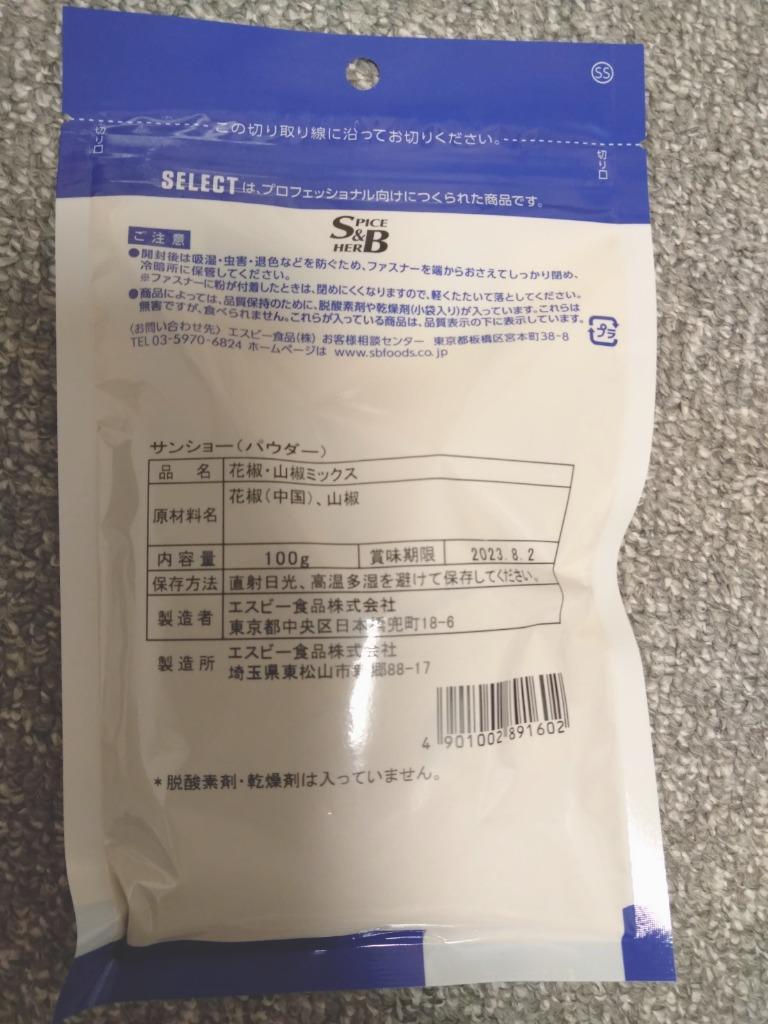 SS
この切り取り線に沿ってお切りください。
切り口
切り口
SELECTは、プロフェッショナル向けにつくられた商品です。
SPICE
&
HERB
ご注意
●開封後は吸湿・虫害・退色などを防ぐため、ファスナーを端からおさえてしっかり閉め、
冷暗所に保管してください。
※ファスナーに粉が付着したときは、閉めにくくなりますので、軽くたたいて落としてください。
●商品によっては、品質保持のために、脱酸素剤や乾燥剤(小袋入り)が入っています。これらは
無害ですが、食べられません。これらが入っている商品は、品質表示の下に表示しています。
プラ
〈お問い合わせ先〉 エスビー食品(株) お客様相談センター 東京都板橋区宮本町38-8
TEL 03-5970-6824 ホームページは www.sbfoods.co.jp
サンショー(パウダー)
品名 花椒・山椒ミックス
原材料名 花椒(中国)、山椒
内容量 100g 賞味期限 2023.8.2
保存方法 直射日光、高温多湿を避けて保存してください。
製造者 エスビー食品株式会社
東京都中央区日本橋兜町18-6
製造所 エスビー食品株式会社
埼玉県東松山市新郷88-17
4 901002 891602
*脱酸素剤・乾燥剤は入っていません。